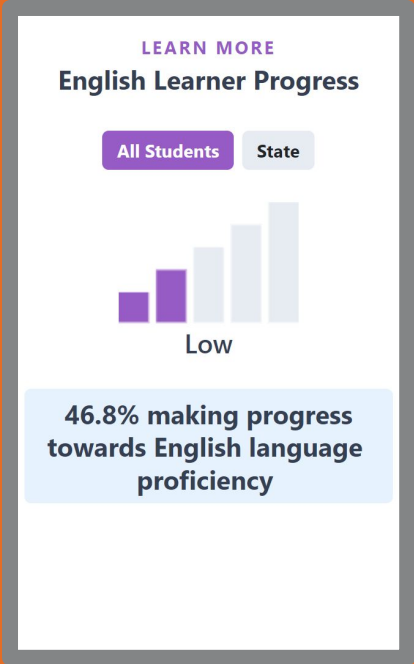 LEARN MORE
English Learner Progress
All Students State
Low
46.8% making progress
towards English language
proficiency